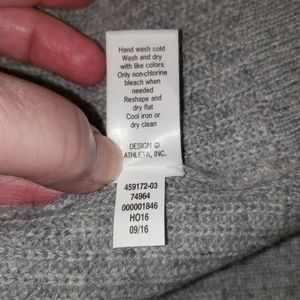 Hand wash cold
Wash and dry
with like colors
Only non-chlorine
bleach when
needed
Reshape and
dry flat
Cool iron or
dry clean
DESIGN ©
ATHLETA, INC.
459172-03
74964
000001846
HO16
09/16